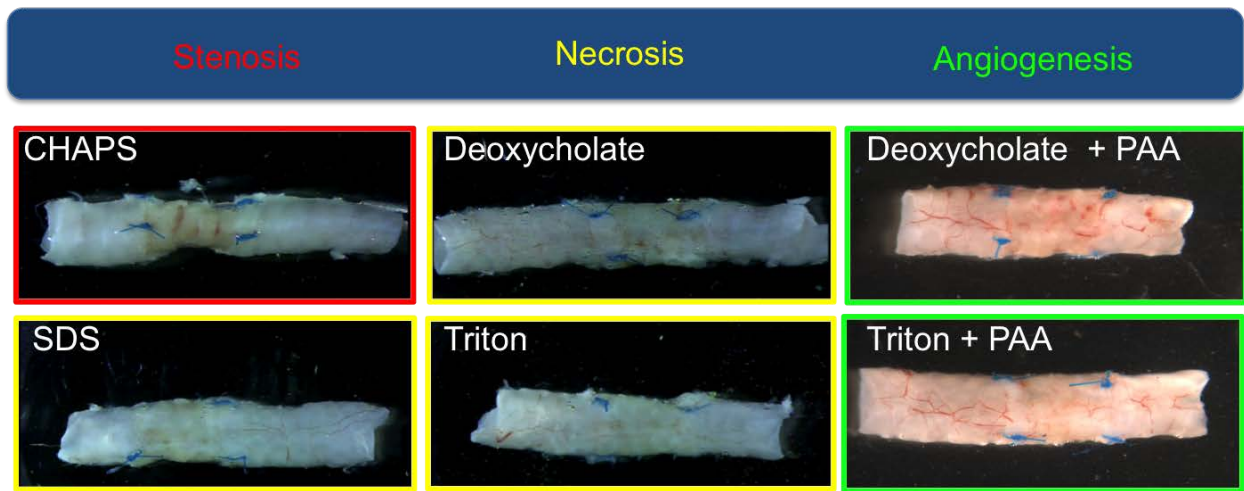 Stenosis
Necrosis
Angiogenesis
CHAPS
Deoxycholate
Deoxycholate + PAA
SDS
Triton
Triton + PAA